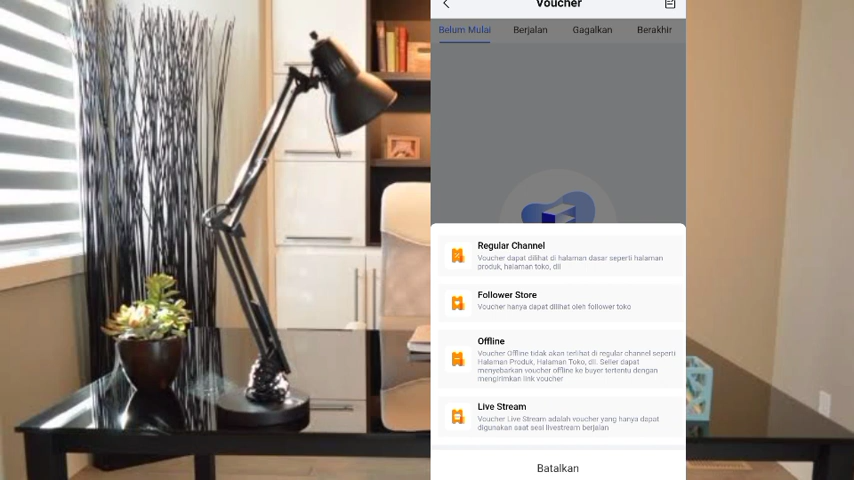 Voucher
Belum Mulai Berjalan Gagalkan Berakhir
Regular Channel
Voucher dapat dilihat di halaman dasar seperti halaman
produk, halaman toko, dll
Follower Store
Voucher hanya dapat dilihat oleh follower toko
Offline
Voucher Offline tidak akan terlihat di regular channel seperti
Halaman Produk, Halaman Toko, dll. Seller dapat
menyebarkan voucher offline ke buyer tertentu dengan
mengirimkan link voucher
Live Stream
Voucher Live Stream adalah voucher yang hanya dapat
digunakan saat sesi livestream berjalan
Batalkan